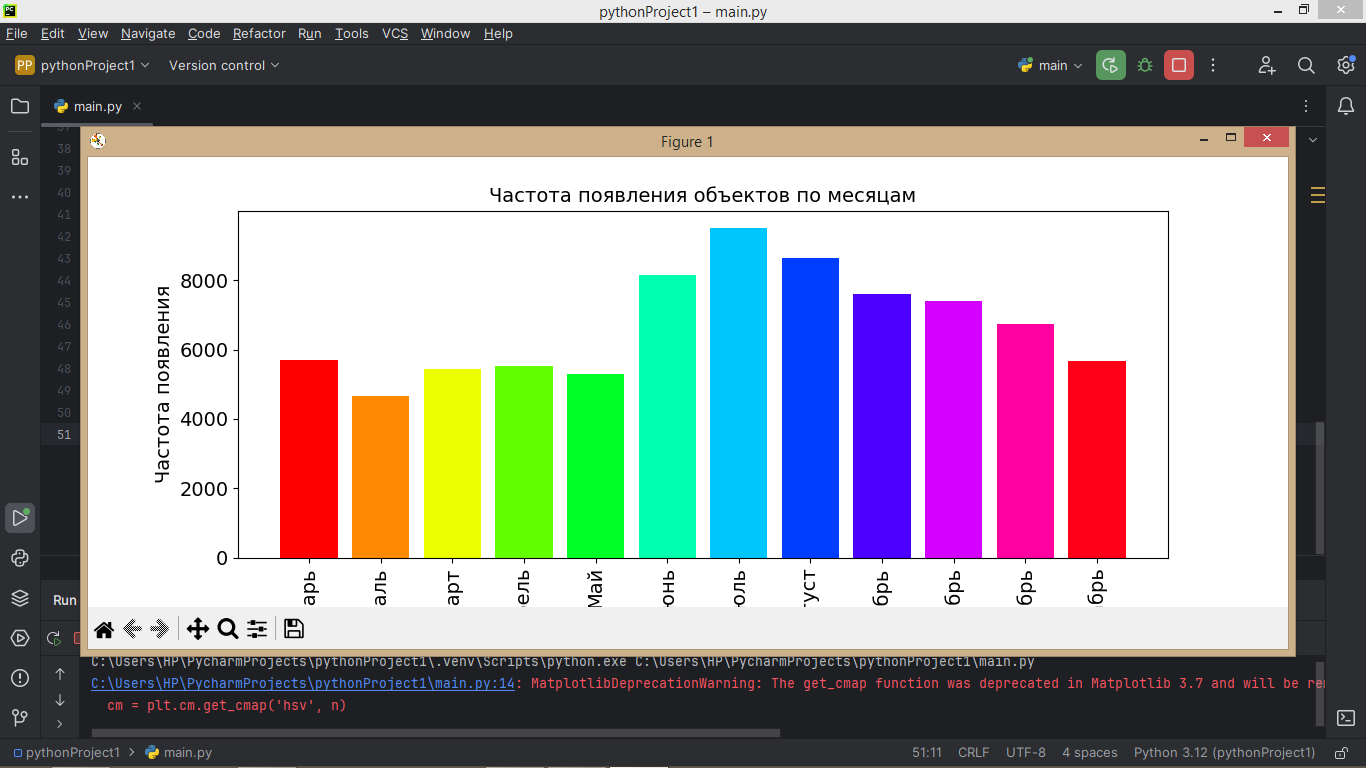 PC
pythonProject1 – main.py
File Edit View Navigate Code Refactor Run Tools VCS Window Help
PP pythonProject1 Version control main
main.py
Figure 1
38
39
40
41
42
43
44
45
46
47
48
49
50
51
Частота появления объектов по месяцам
Частота появления
8000
6000
4000
2000
0
арь
аль
арт
ель
Май
юнь
юль
густ
брь
брь
брь
брь
Run
C:\Users\HP\PycharmProjects\pythonProject1\.venv\Scripts\python.exe C:\Users\HP\PycharmProjects\pythonProject1\main.py
C:\Users\HP\PycharmProjects\pythonProject1\main.py:14: MatplotlibDeprecationWarning: The get_cmap function was deprecated in Matplotlib 3.7 and will be
cm = plt.cm.get_cmap('hsv', n)
pythonProject1 > main.py 51:11 CRLF UTF-8 4 spaces Python 3.12 (pythonProject1)